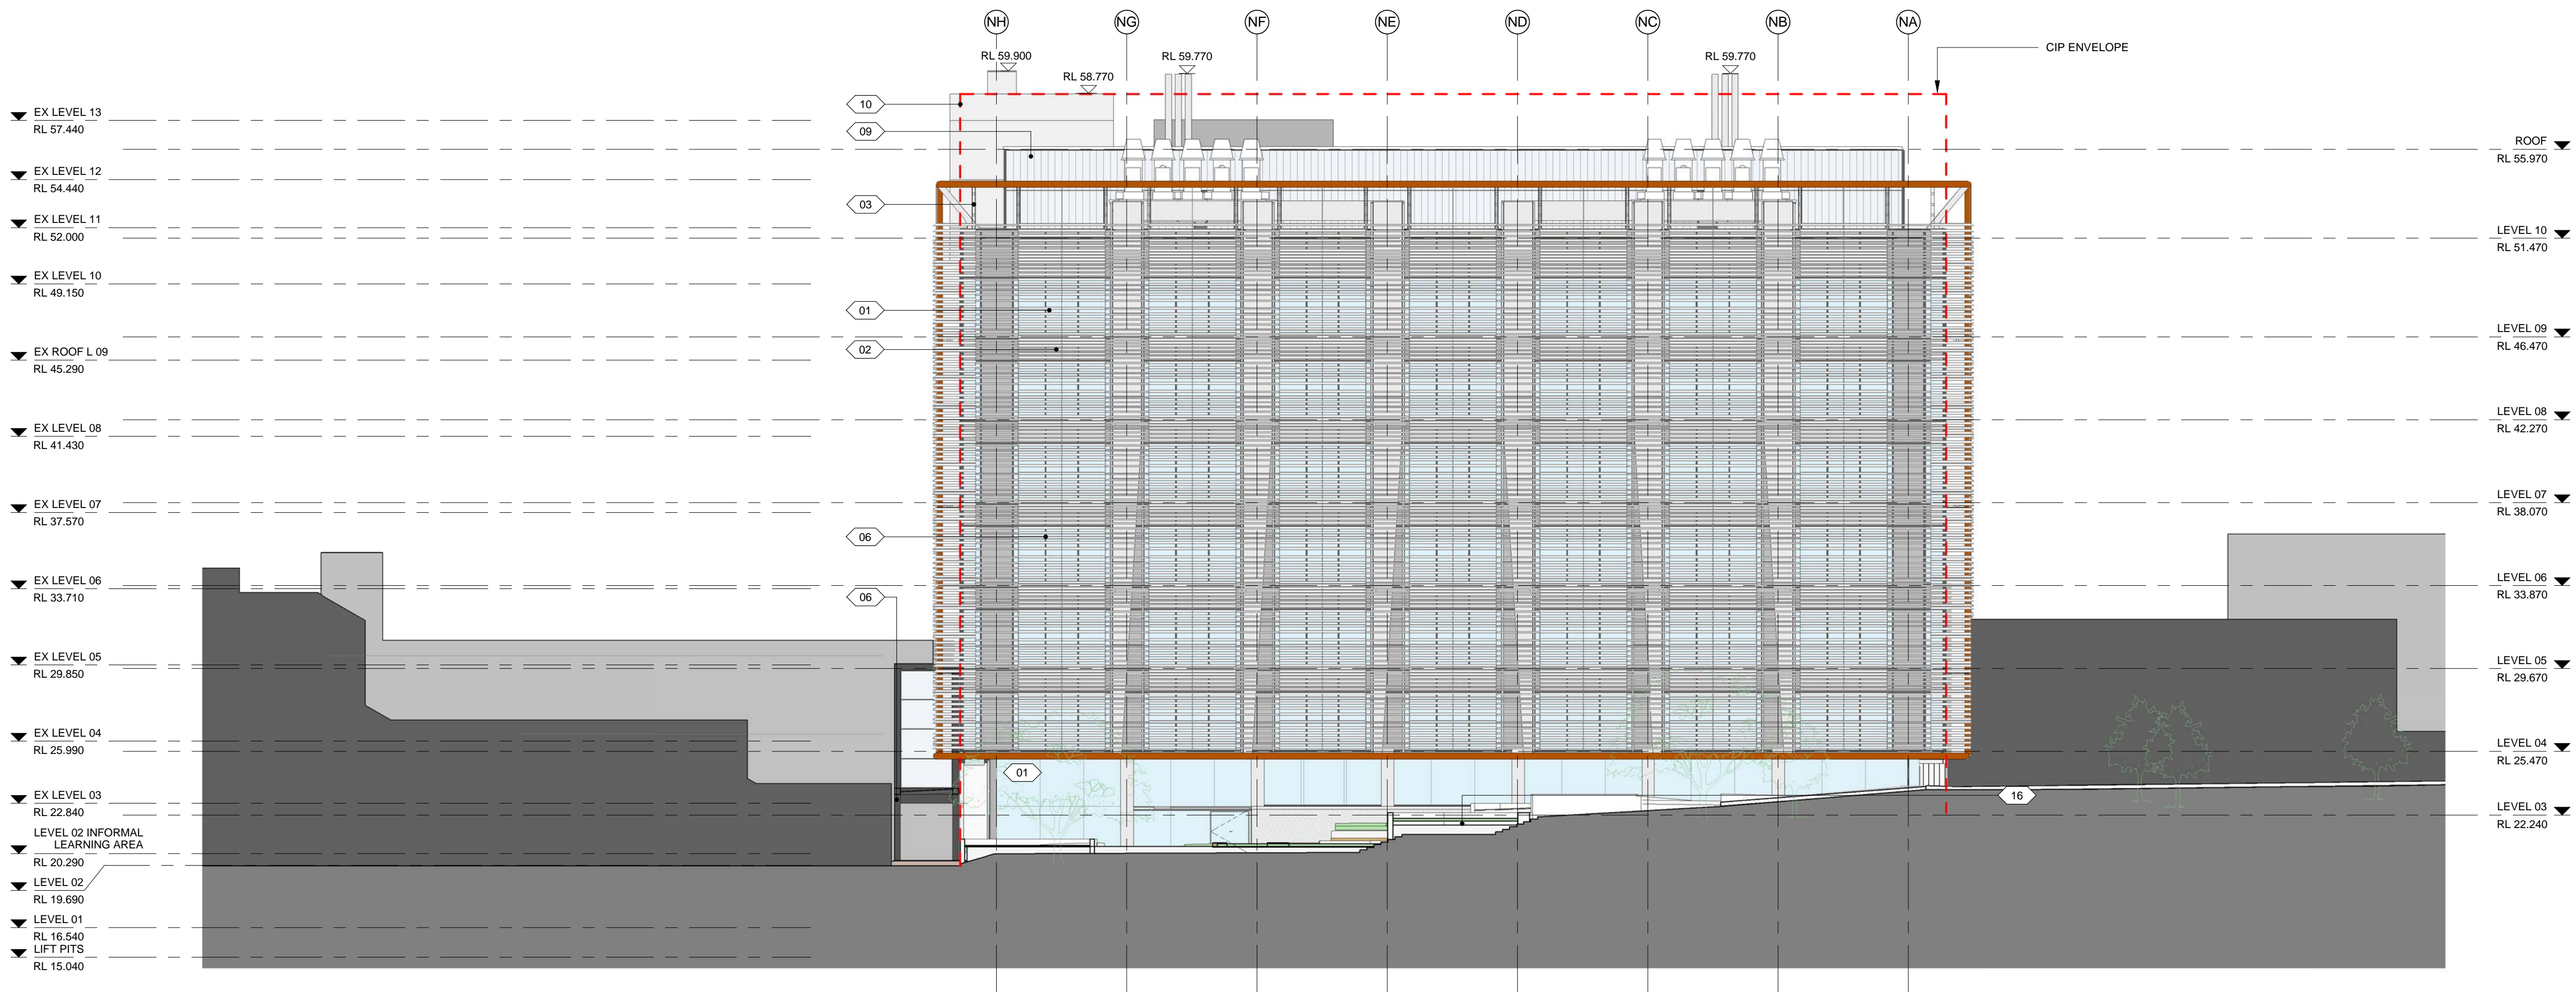 NH
NG
NF
NE
ND
NC
NB
NA
RL 59.900
RL 58.770
RL 59.770
RL 59.770
CIP ENVELOPE
EX LEVEL 13
RL 57.440
EX LEVEL 12
RL 54.440
EX LEVEL 11
RL 52.000
EX LEVEL 10
RL 49.150
EX ROOF L 09
RL 45.290
EX LEVEL 08
RL 41.430
EX LEVEL 07
RL 37.570
EX LEVEL 06
RL 33.710
EX LEVEL 05
RL 29.850
EX LEVEL 04
RL 25.990
EX LEVEL 03
RL 22.840
LEVEL 02 INFORMAL
LEARNING AREA
RL 20.290
LEVEL 02
RL 19.690
LEVEL 01
RL 16.540
LIFT PITS
RL 15.040
10
09
03
01
02
06
06
01
16
ROOF
RL 55.970
LEVEL 10
RL 51.470
LEVEL 09
RL 46.470
LEVEL 08
RL 42.270
LEVEL 07
RL 38.070
LEVEL 06
RL 33.870
LEVEL 05
RL 29.670
LEVEL 04
RL 25.470
LEVEL 03
RL 22.240